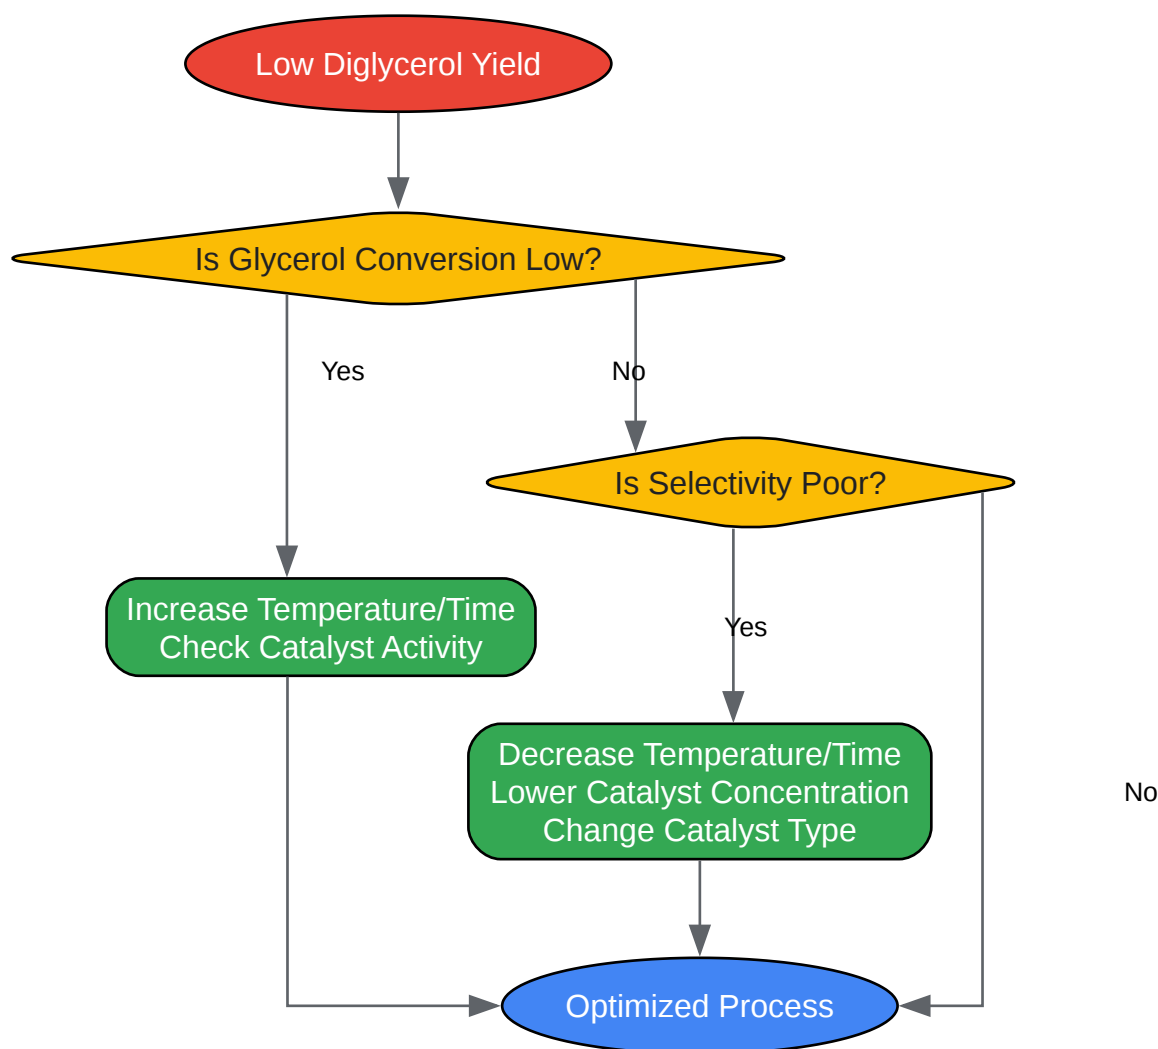 Low Diglycerol Yield
Is Glycerol Conversion Low?
Yes
No
Is Selectivity Poor?
Increase Temperature/Time
Check Catalyst Activity
Yes
Decrease Temperature/Time
Lower Catalyst Concentration
Change Catalyst Type
No
Optimized Process